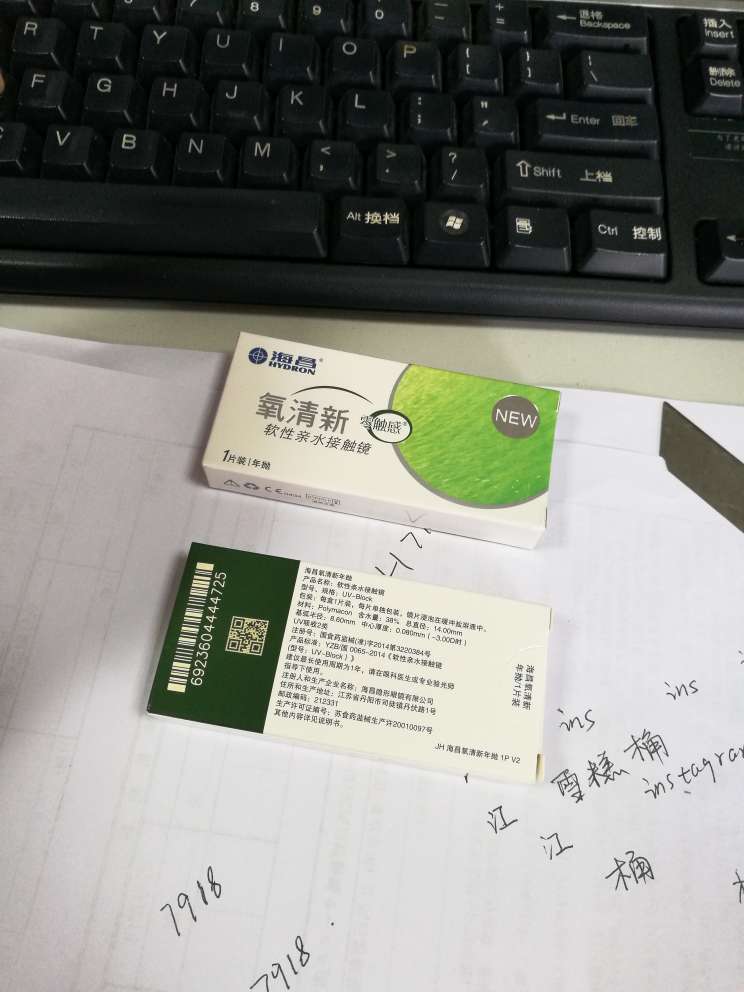 R T Y U I O P
退格
Backspace
插入
Insert
F G H J K L
Enter 回车
删除
Delete
V B N M
Shift 上档
Alt 换档
Ctrl 控制
海昌®
HYDRON
氧清新
零触感®
软性亲水接触镜
1片装|年抛
NEW
6923604444725
海昌氧清新年抛
产品名称：软性亲水接触镜
型号、规格：UV-Block
包装：每盒1片装，每片单独包装，镜片浸泡在缓冲盐溶液中。
材料：Polymacon 含水量：38% 总直径：14.00mm
基弧半径：8.60mm 中心厚度：0.080mm（-3.00D时）
UV吸收2类
注册号：国食药监械(准)字2014第3220384号
产品标准：YZB/国 0065-2014《软性亲水接触镜
(型号：UV-Block）》
建议最长使用周期为1年，请在眼科医生或专业验光师
指导下使用。
注册人和生产企业名称：海昌隐形眼镜有限公司
住所和生产地址：江苏省丹阳市司徒镇丹伏路1号
邮政编码：212331
生产许可证编号：苏食药监械生产许20010097号
其他内容详见说明书。
JH 海昌氧清新年抛 1P V2
海昌氧清新
年抛|1片装
ins
ins
雪糕桶
instagram
江
江
桶
7918
7918.